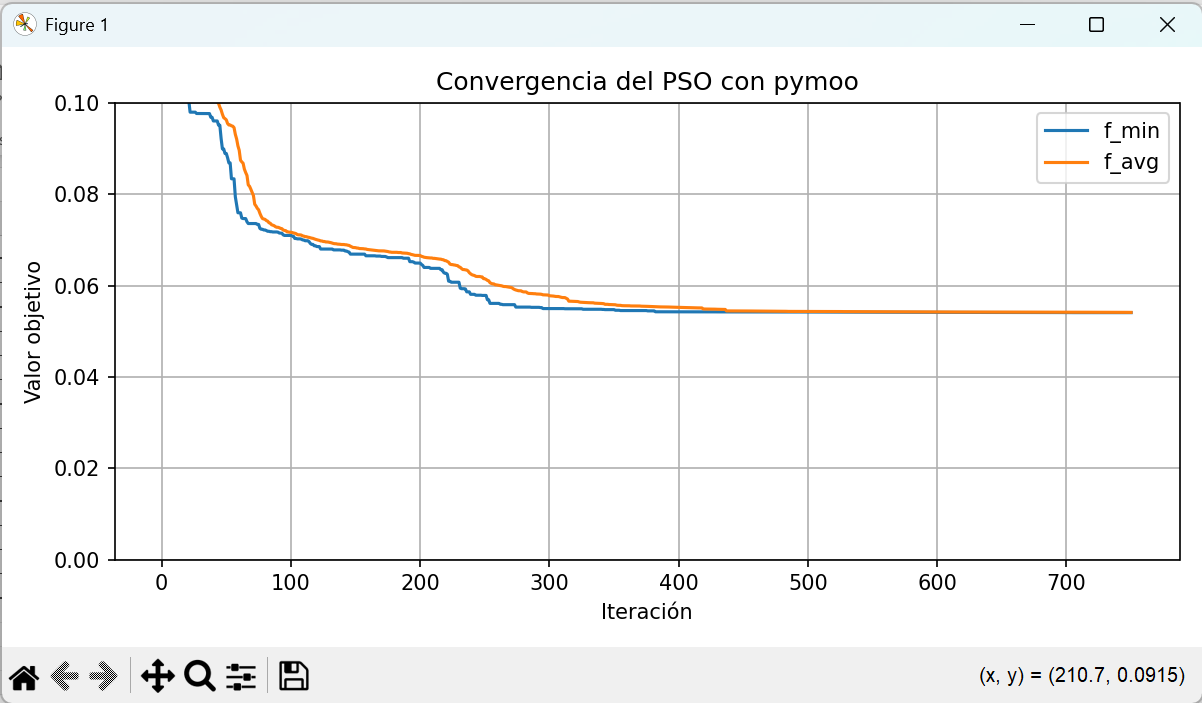 Figure 1
Convergencia del PSO con pymoo
f_min
f_avg
0.10
0.08
0.06
0.04
0.02
0.00
Valor objetivo
0 100 200 300 400 500 600 700
Iteración
(x, y) = (210.7, 0.0915)